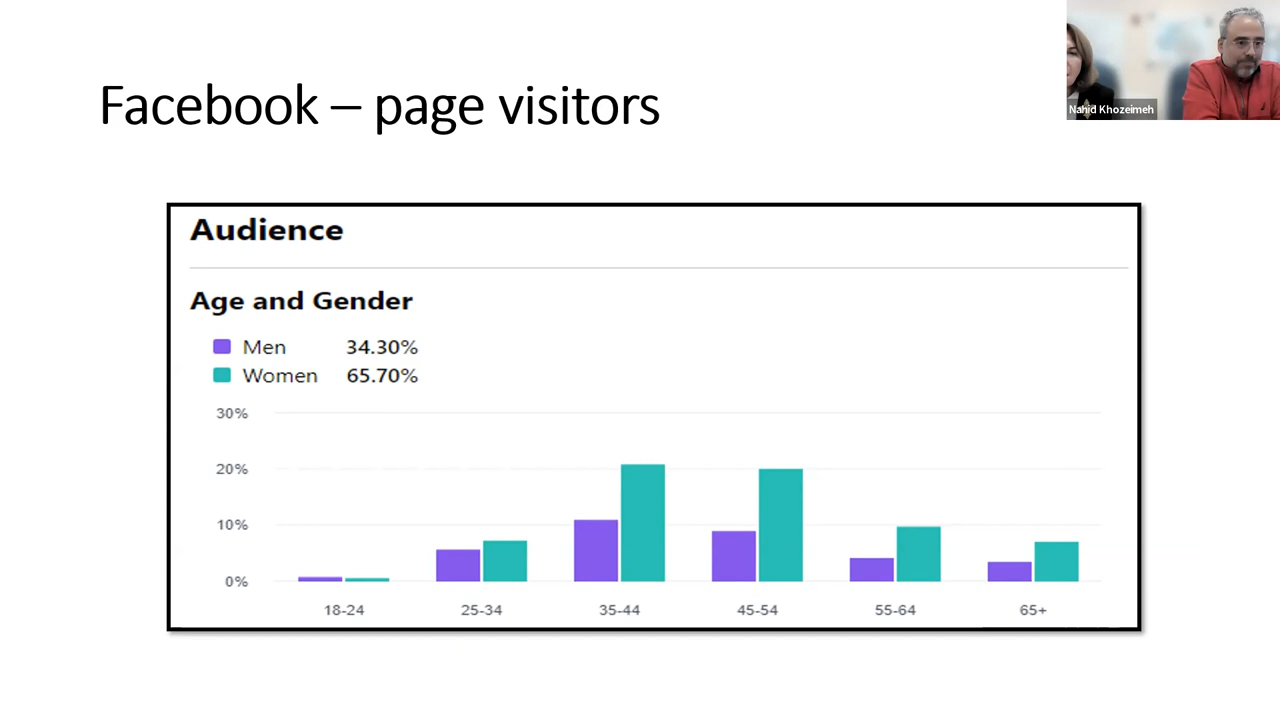 Facebook – page visitors
Nahid Khozeimeh
Audience
Age and Gender
Men 34.30%
Women 65.70%
30%
20%
10%
0%
18-24 25-34 35-44 45-54 55-64 65+